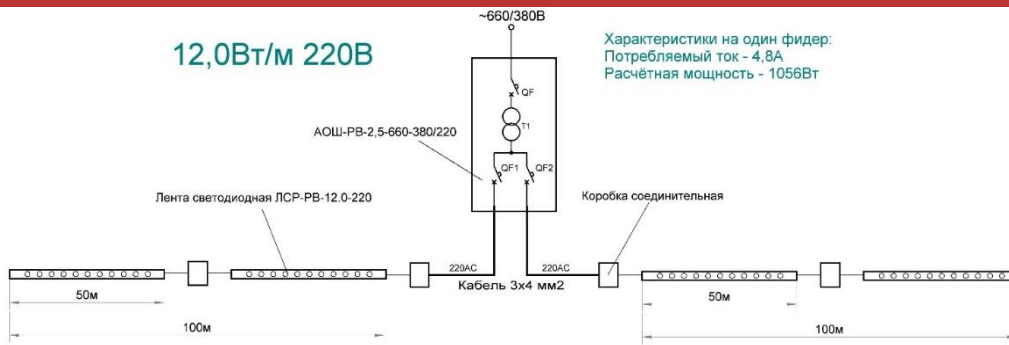 ~660/380В
12,0Вт/м 220В
Характеристики на один фидер:
Потребляемый ток - 4,8А
Расчётная мощность - 1056Вт
QF
T1
АОШ-РВ-2,5-660-380/220
QF1
QF2
Лента светодиодная ЛСР-РВ-12.0-220
Коробка соединительная
220АС
220АС
Кабель 3х4 мм2
50м
50м
100м
100м